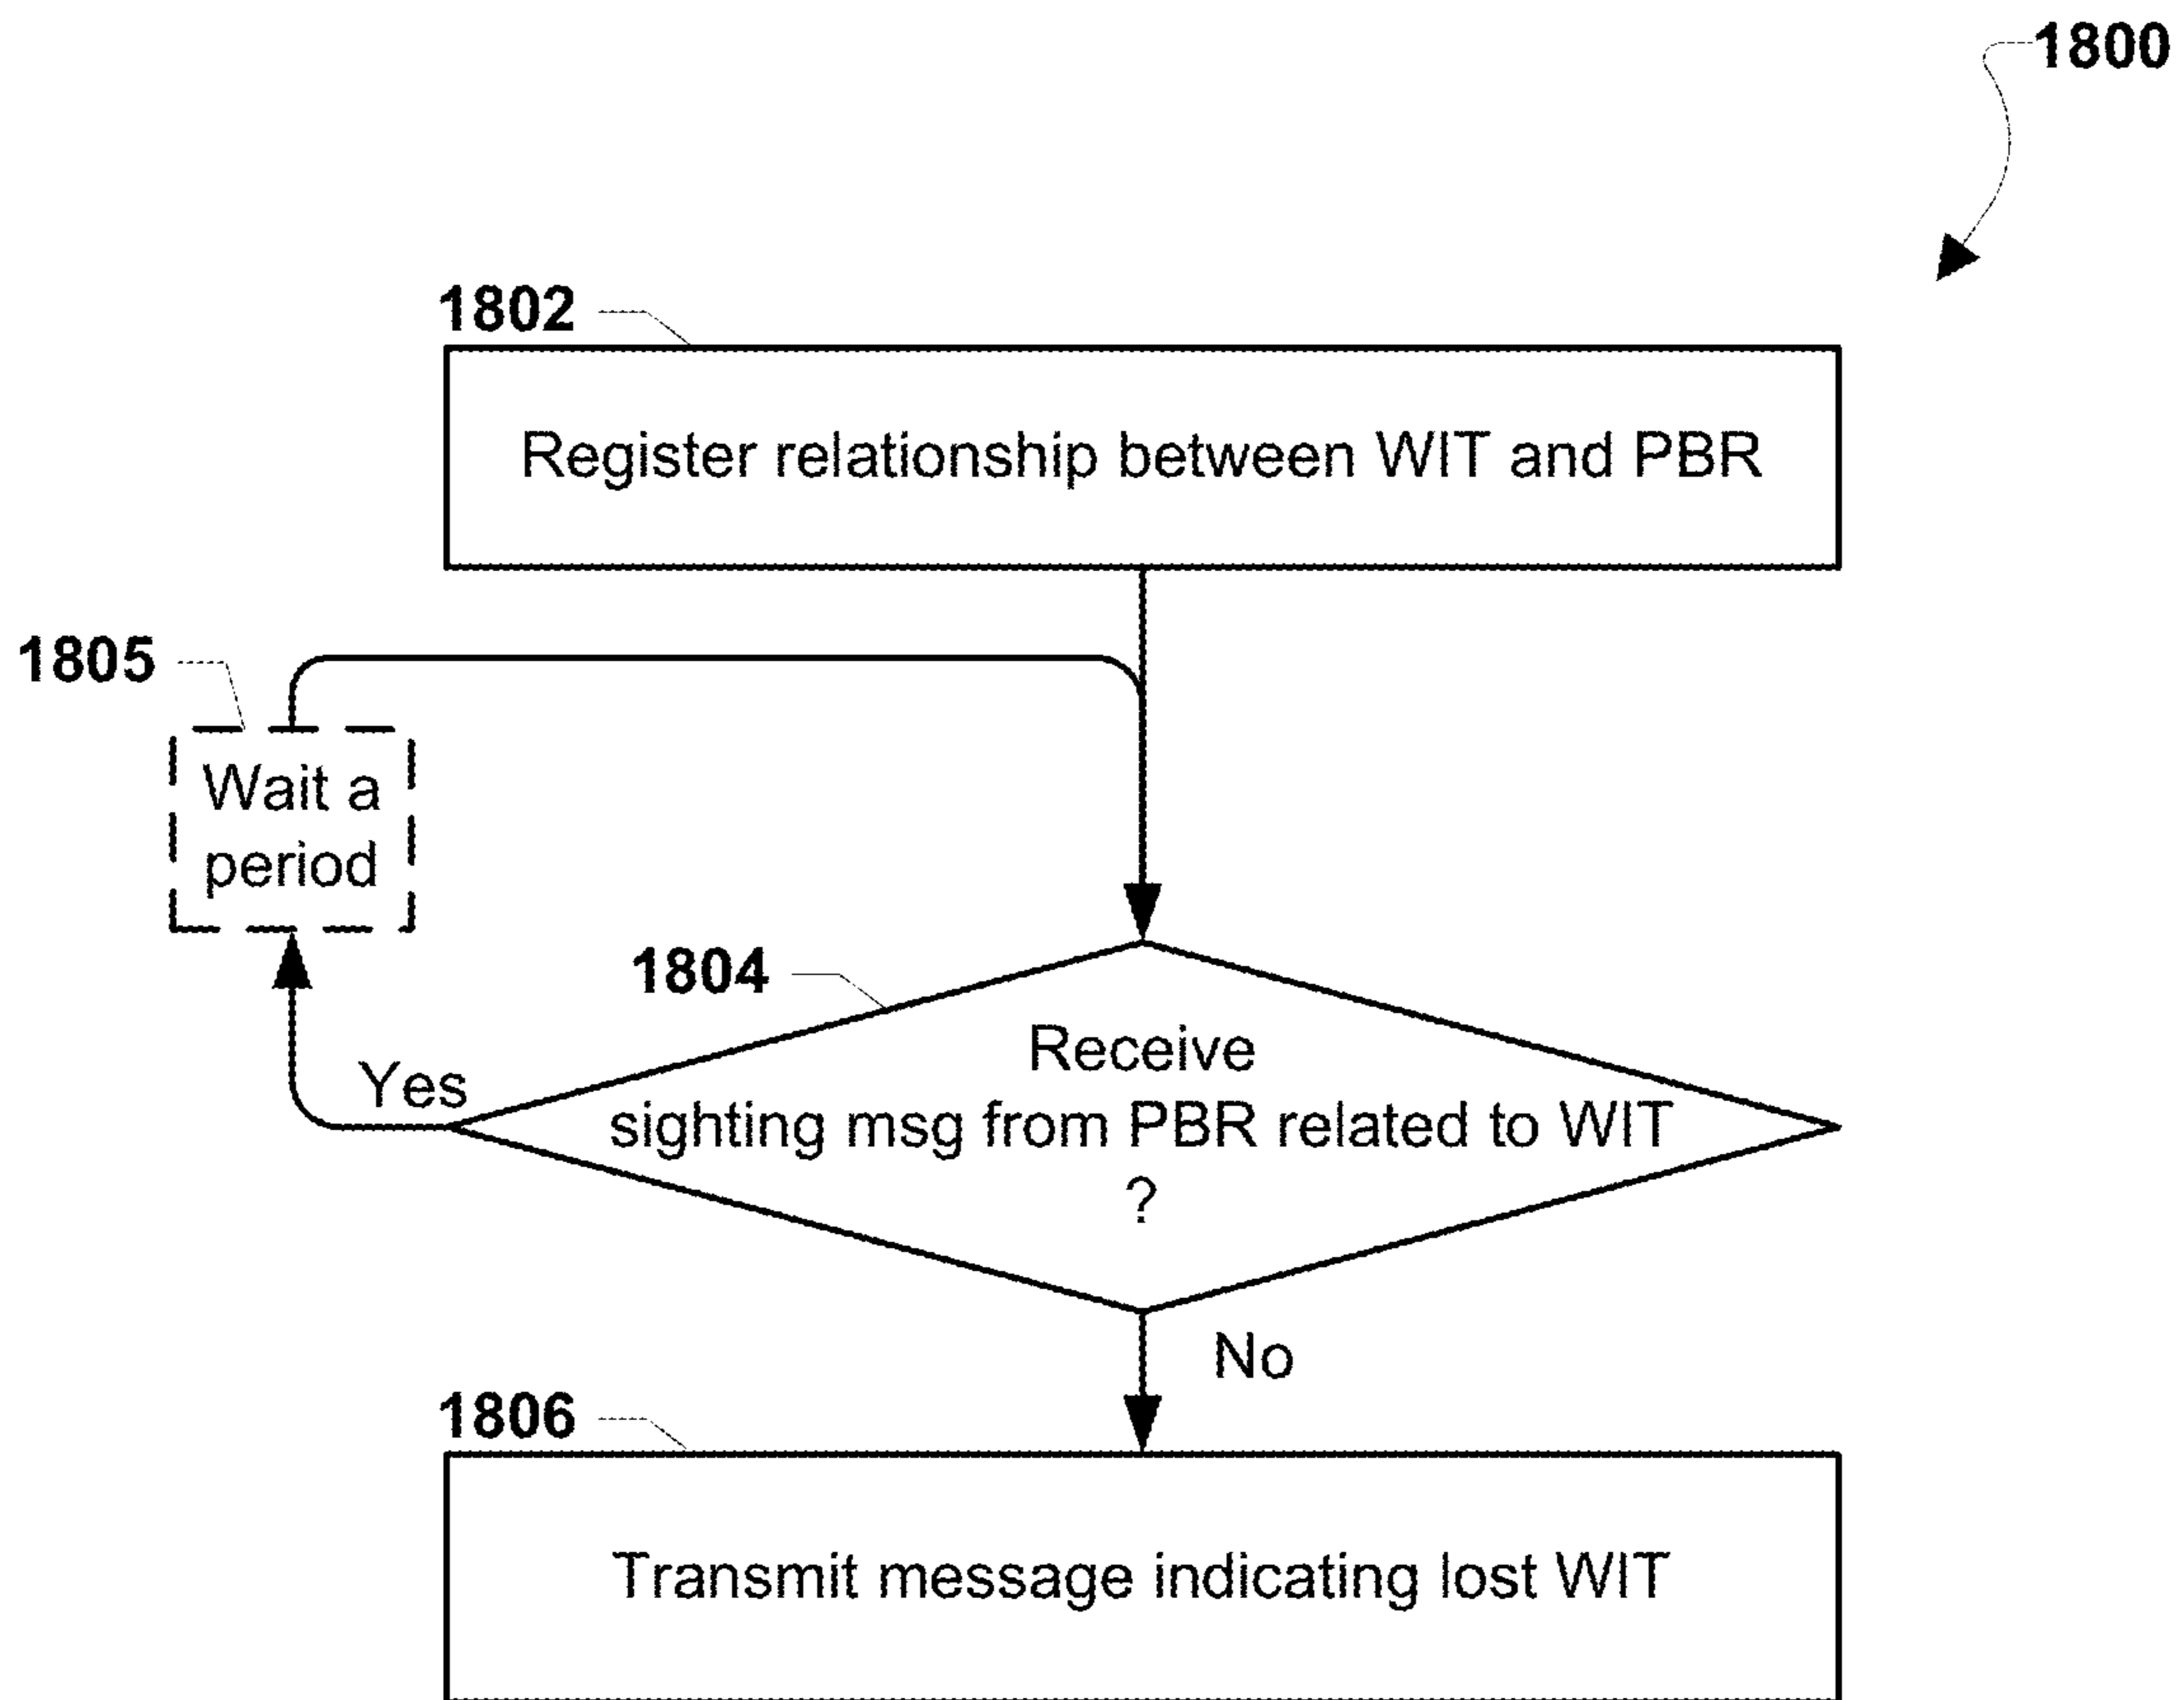 1800
1802
Register relationship between WIT and PBR
1805
Wait a
period
1804
Receive
sighting msg from PBR related to WIT
?
Yes
No
1806
Transmit message indicating lost WIT